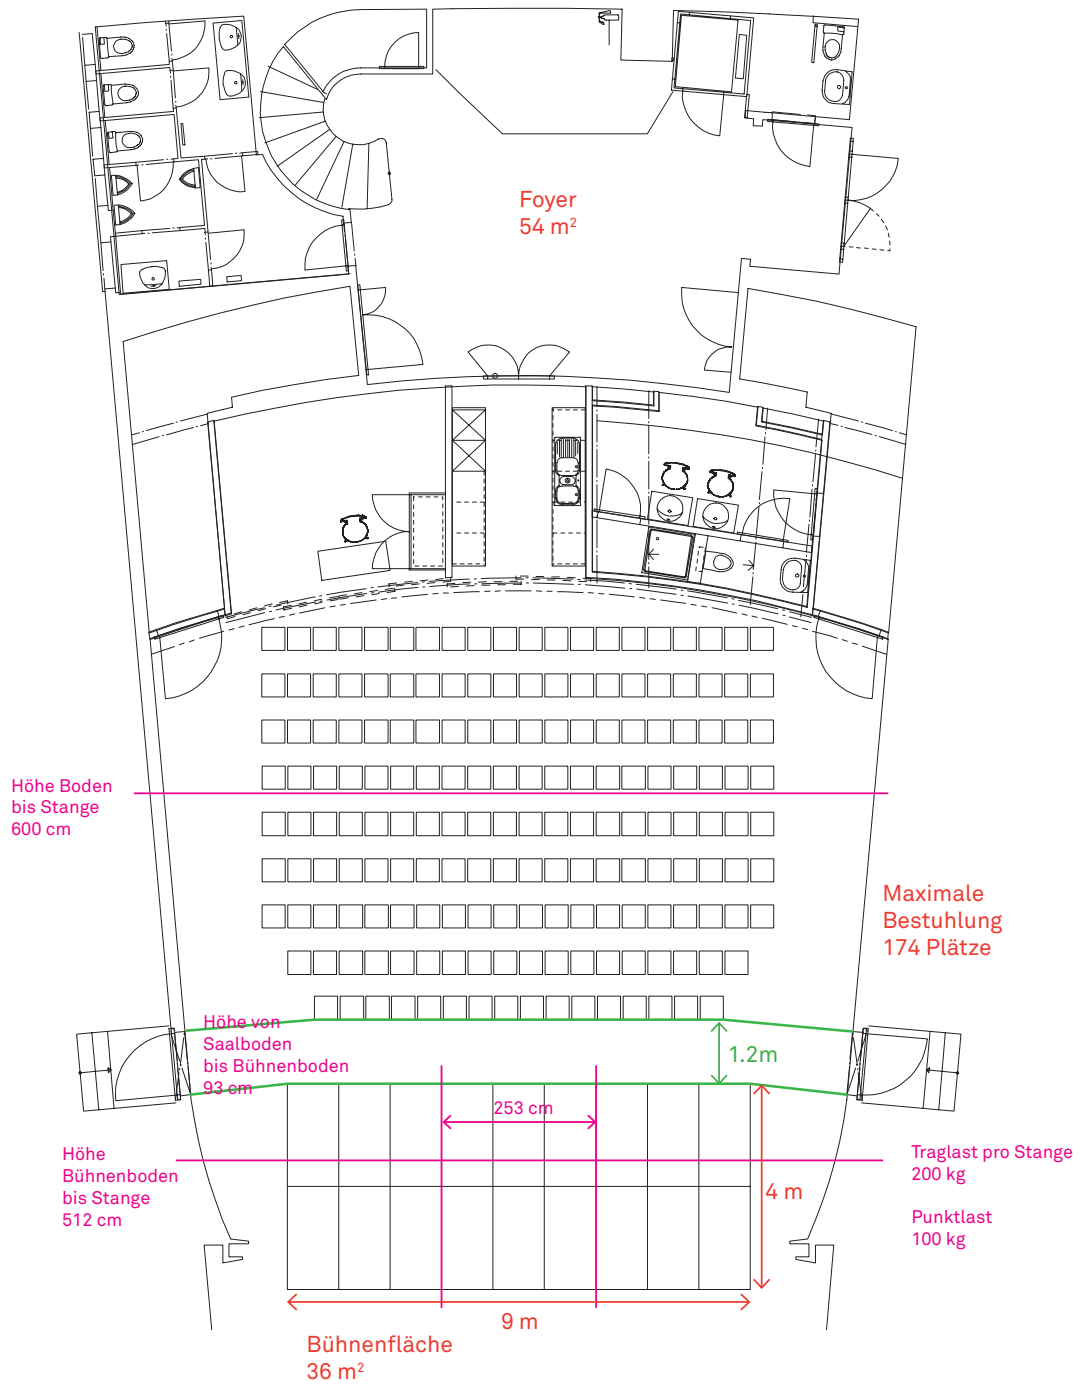 Foyer
54 m²
Höhe Boden
bis Stange
600 cm
Maximale
Bestuhlung
174 Plätze
Höhe von
Saalboden
bis Bühnenboden
93 cm
1.2m
253 cm
Höhe
Bühnenboden
bis Stange
512 cm
Traglast pro Stange
200 kg
Punktlast
100 kg
4 m
9 m
Bühnenfläche
36 m²